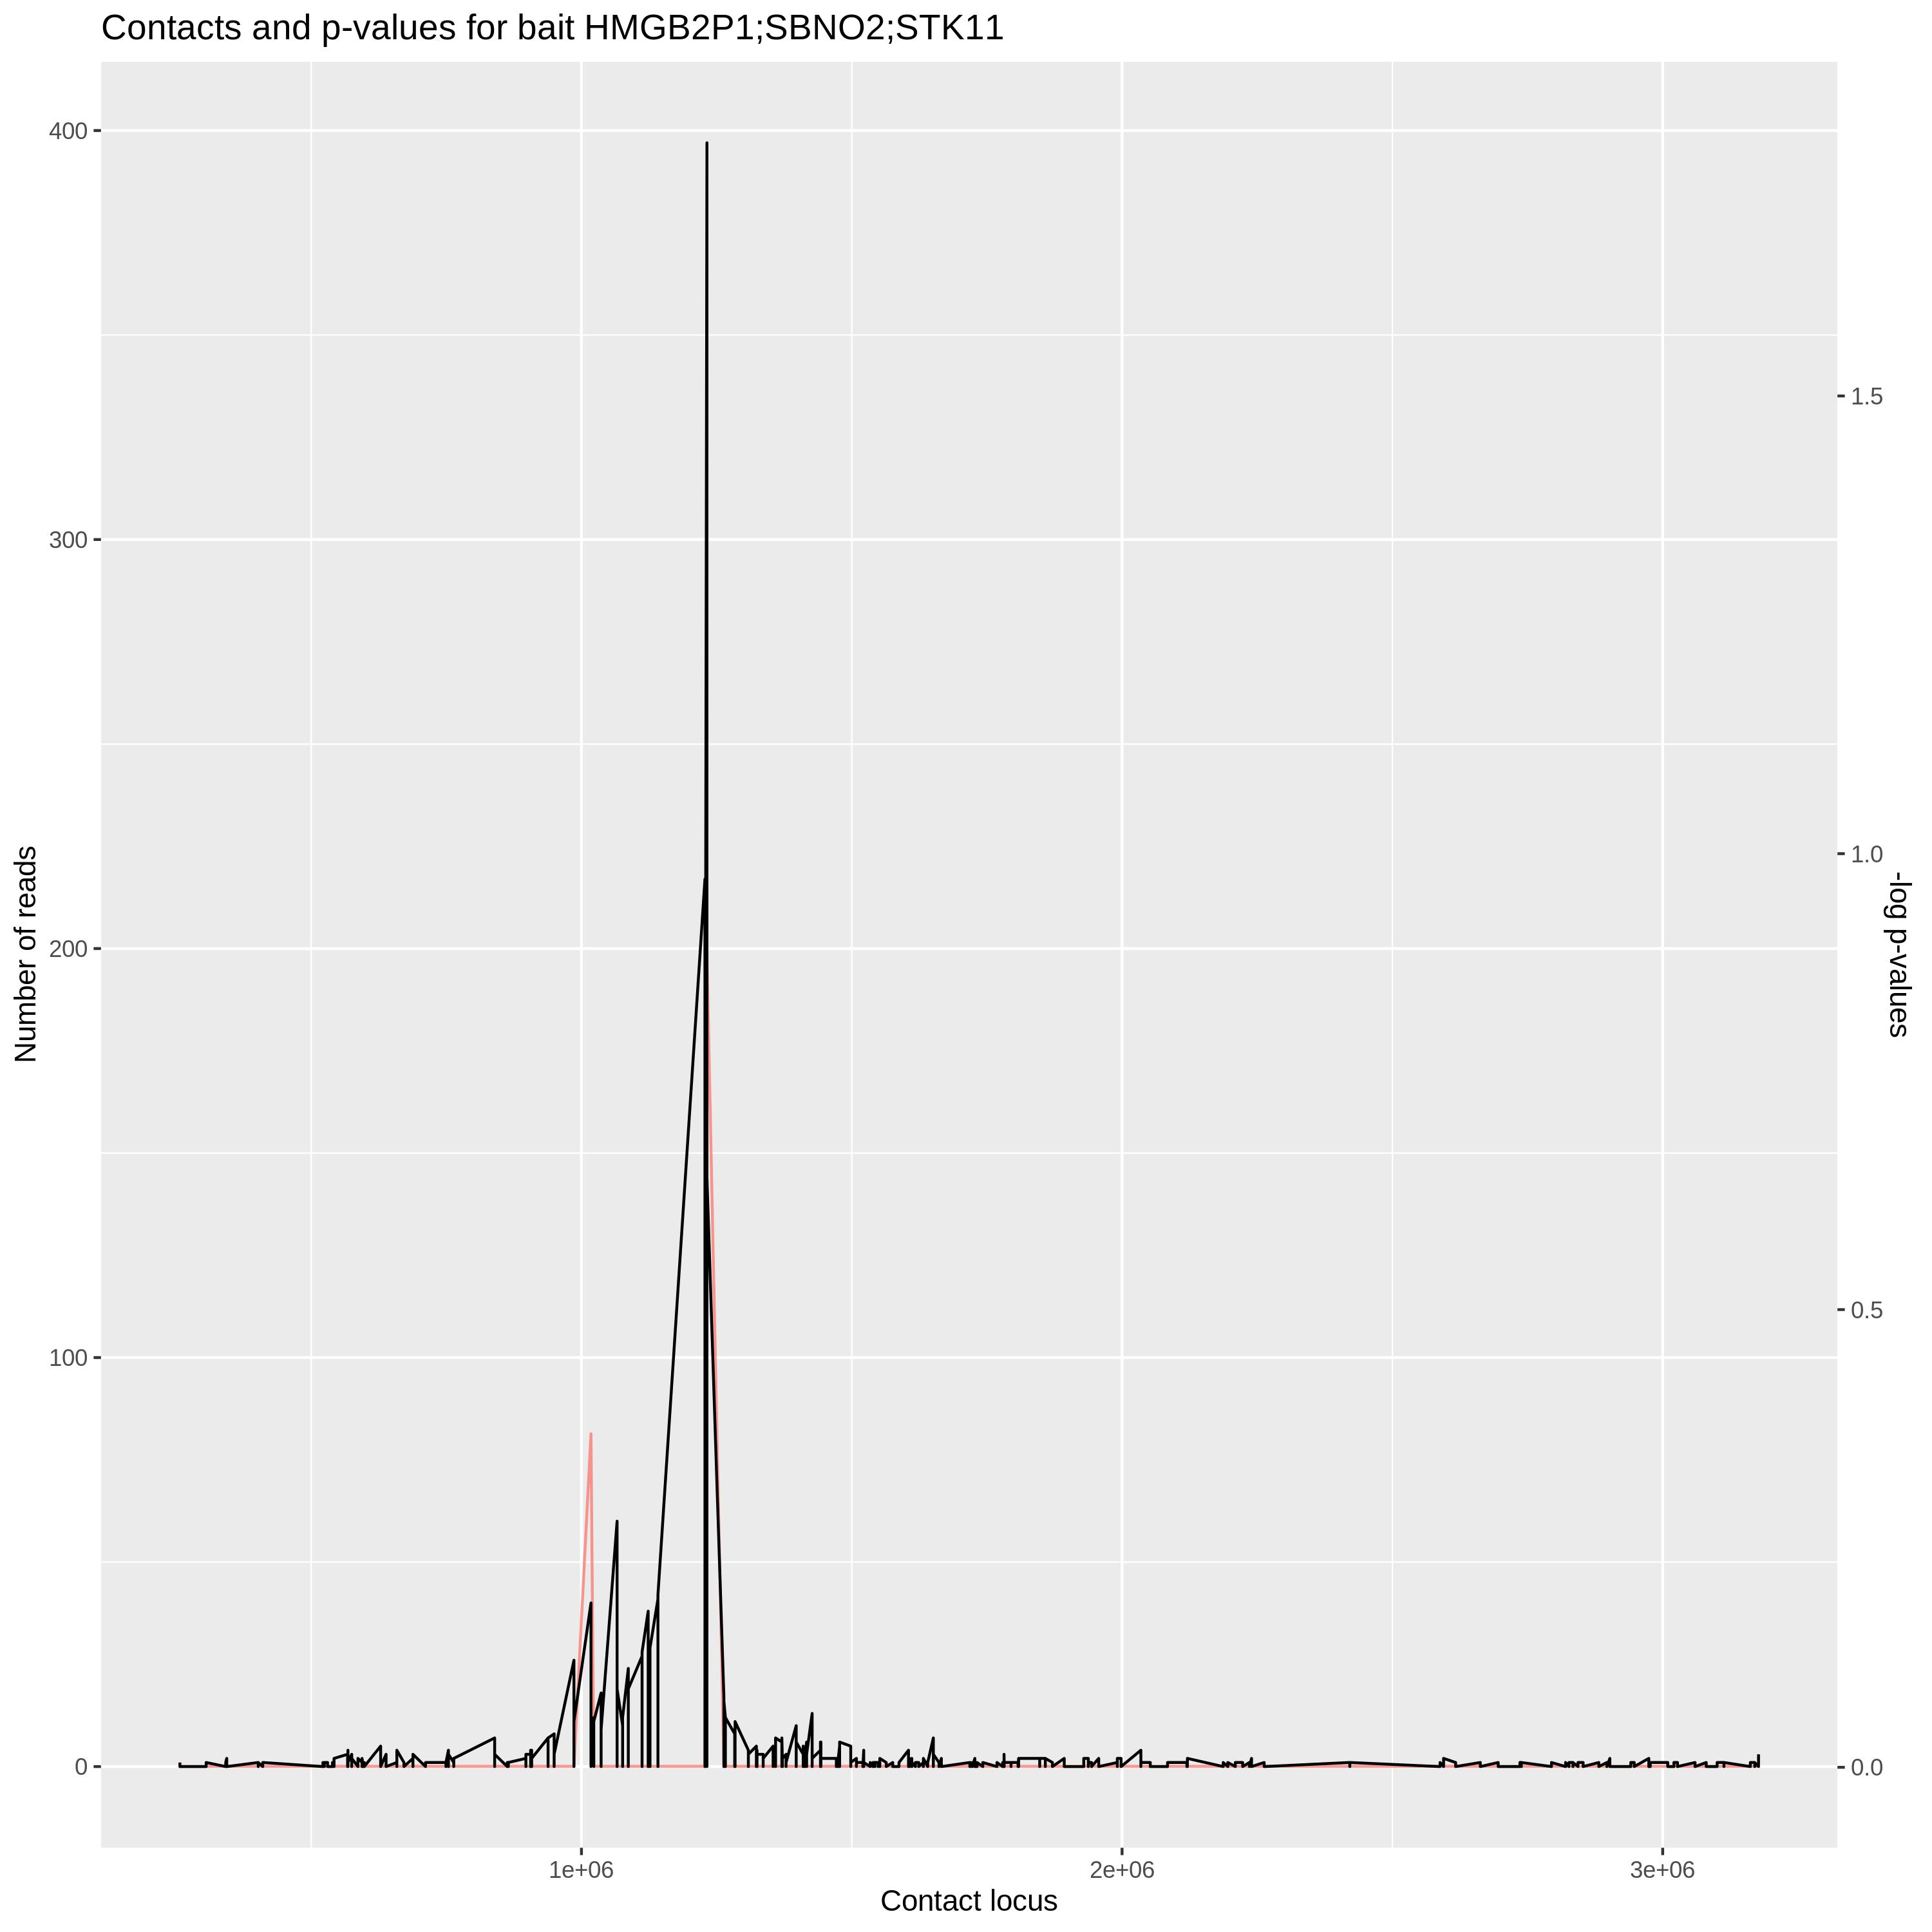 Contacts and p-values for bait HMGB2P1;SBNO2;STK11
400
300
200
100
0
Number of reads
1.5
1.0
0.5
0.0
-log p-values
1e+06
2e+06
3e+06
Contact locus